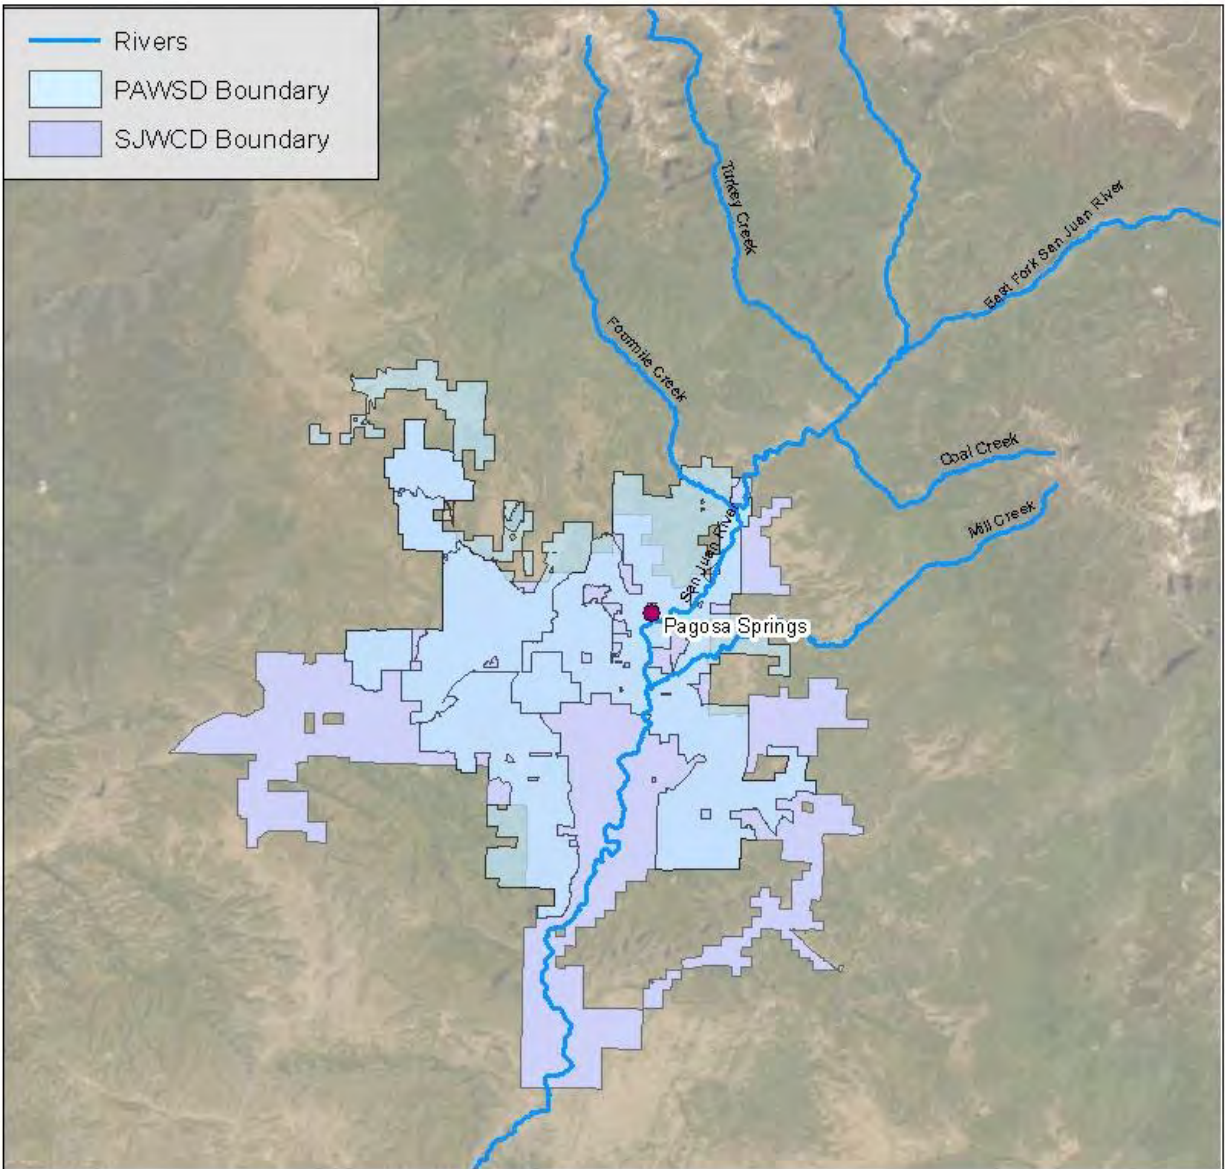 Rivers
PAWSD Boundary
SJWCD Boundary
Turkey Creek
East Fork San Juan River
Fourmile Creek
Coal Creek
Mill Creek
San Juan River
Pagosa Springs